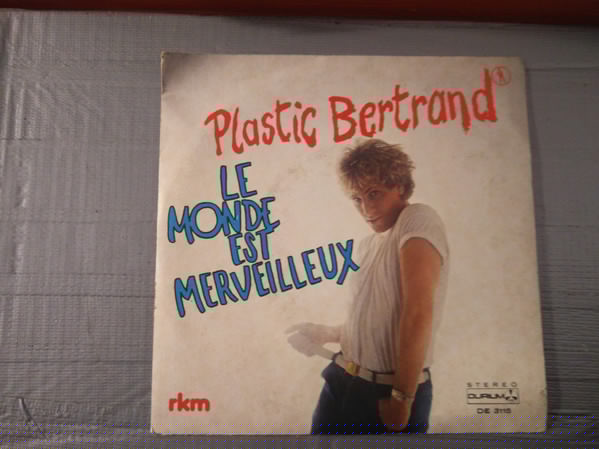 Plastic Bertrand
LE
MONDE
EST
MERVEILLEUX
rkm
STEREO
DURIUM
DE 3115